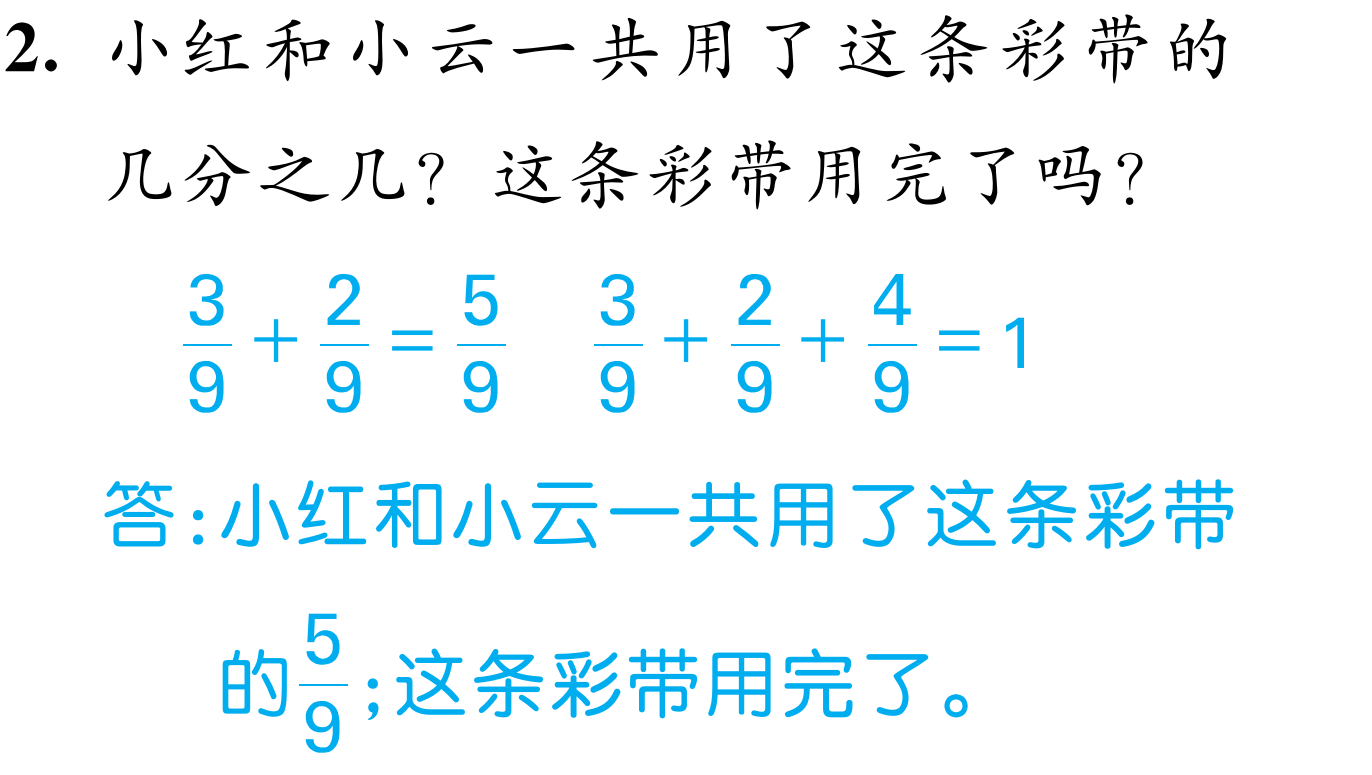 2. 小红和小云一共用了这条彩带的
几分之几？这条彩带用完了吗？
3/9 + 2/9 = 5/9  3/9 + 2/9 + 4/9 = 1
答：小红和小云一共用了这条彩带
的5/9；这条彩带用完了。